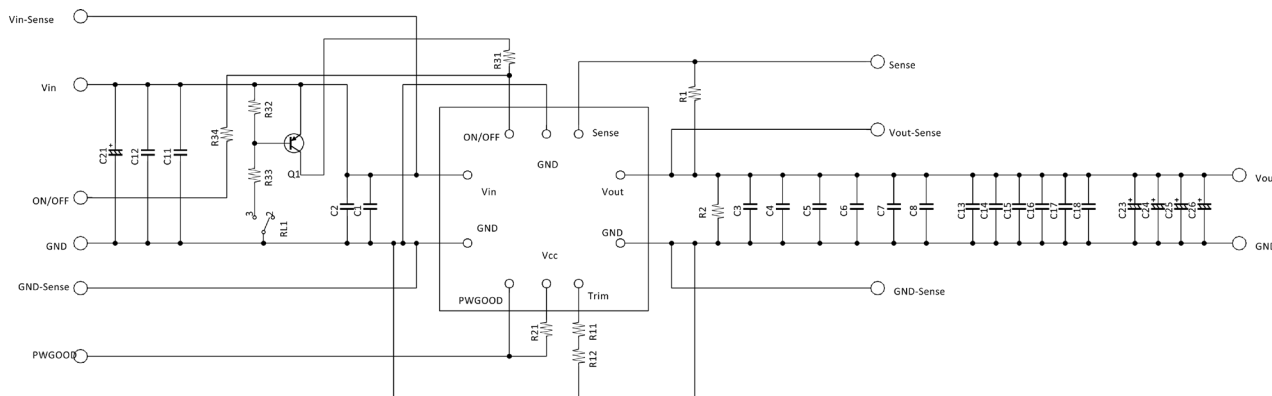 Vin-Sense
R31
Sense
Vin
R1
R32
R34
ON/OFF
Sense
Vout-Sense
C21
+
C12
C11
Q1
GND
R33
Vin
Vout
Vou
ON/OFF
3
2
RL1
C2
C1
R2
C3
C4
C5
C6
C7
C8
C13
C14
C15
C16
C17
C18
C23
+
C24
+
C25
+
C26
+
GND
GND
GND
GND
Vcc
GND-Sense
PWGOOD
Trim
GND-Sense
R21
R11
PWGOOD
R12